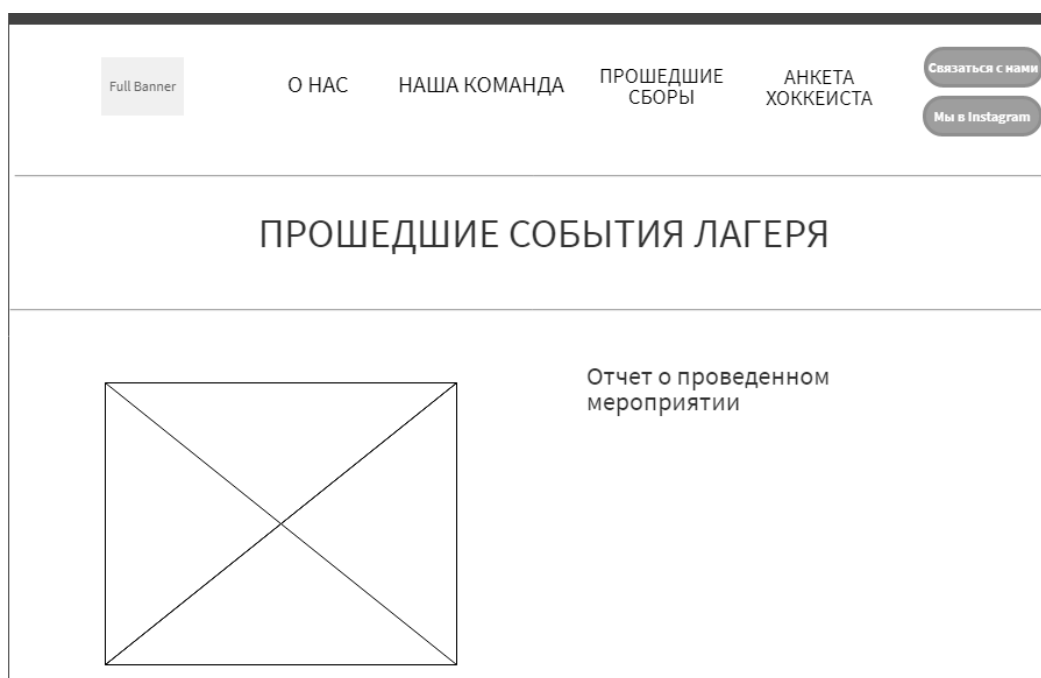 Full Banner
О НАС
НАША КОМАНДА
ПРОШЕДШИЕ
СБОРЫ
АНКЕТА
ХОККЕИСТА
Связаться с нами
Мы в Instagram
ПРОШЕДШИЕ СОБЫТИЯ ЛАГЕРЯ
Отчет о проведенном
мероприятии